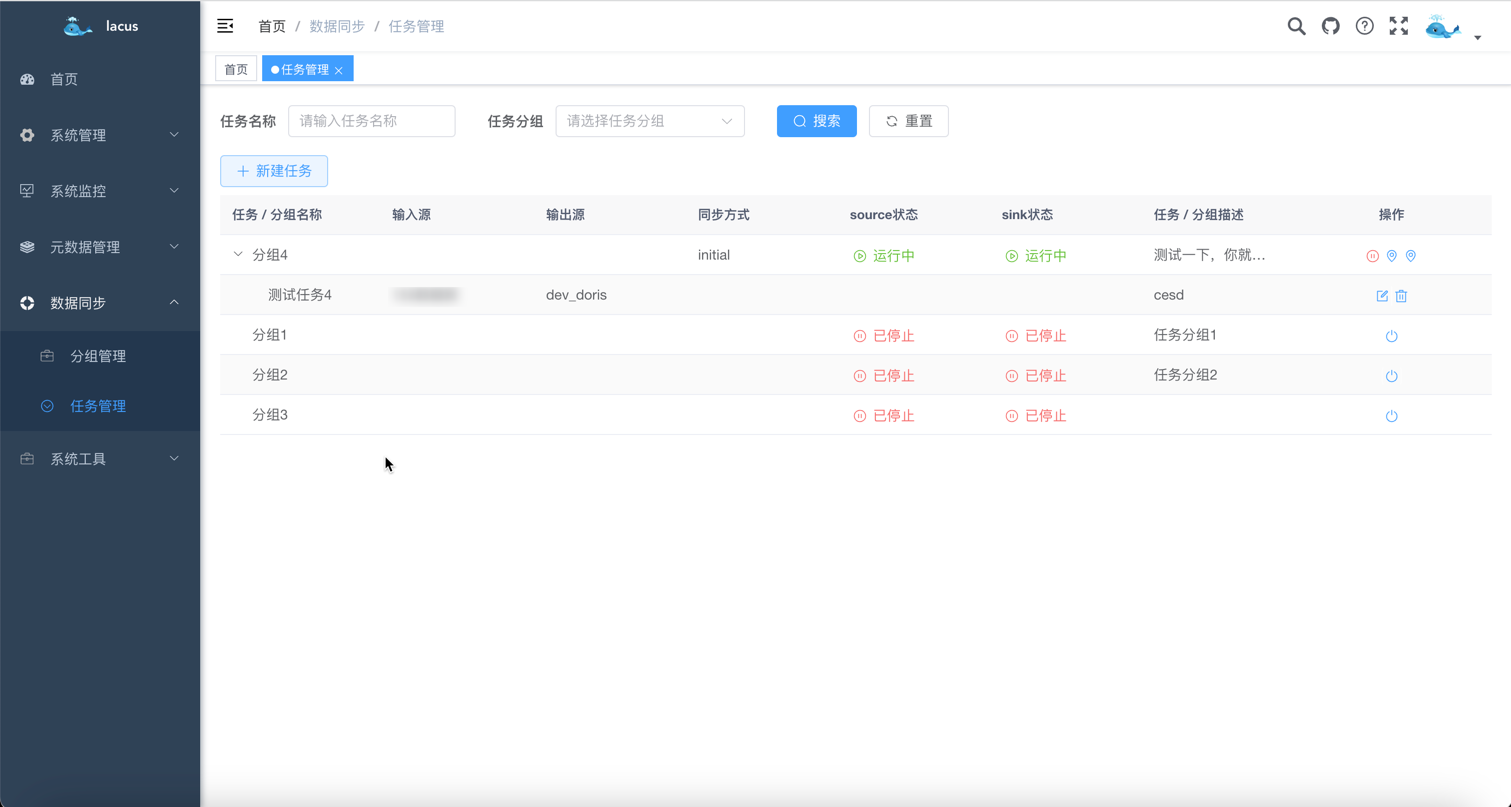 lacus
首页
系统管理
系统监控
元数据管理
数据同步
分组管理
任务管理
系统工具
首页 / 数据同步 / 任务管理
首页 任务管理
任务名称 请输入任务名称 任务分组 请选择任务分组 搜索 重置
新建任务
任务 / 分组名称 输入源 输出源 同步方式 source状态 sink状态 任务 / 分组描述 操作
分组4 initial 运行中 运行中 测试一下，你就...
测试任务4 dev_doris cesd
分组1 已停止 已停止 任务分组1
分组2 已停止 已停止 任务分组2
分组3 已停止 已停止